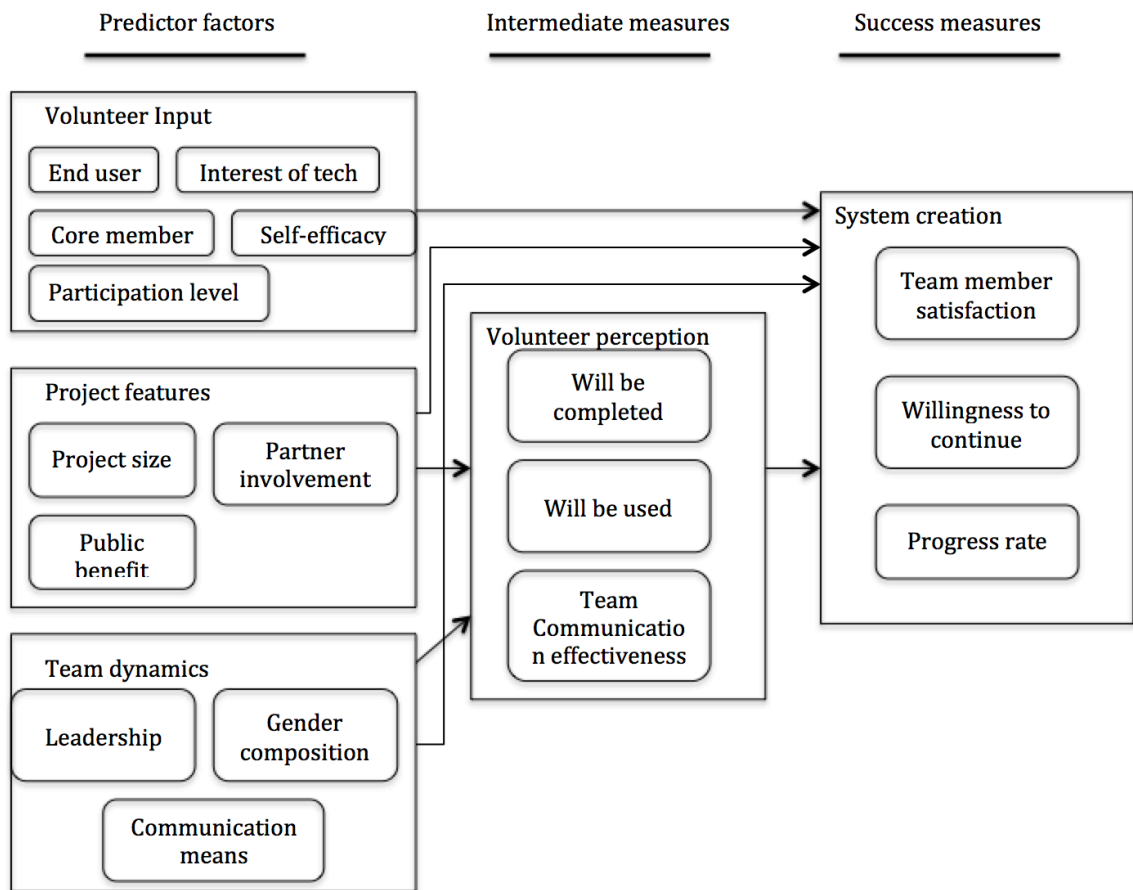 Predictor factors
Intermediate measures
Success measures
Volunteer Input
End user
Interest of tech
Core member
Self-efficacy
Participation level
Project features
Project size
Partner
involvement
Public
benefit
Team dynamics
Leadership
Gender
composition
Communication
means
Volunteer perception
Will be
completed
Will be used
Team
Communicatio
n effectiveness
System creation
Team member
satisfaction
Willingness to
continue
Progress rate